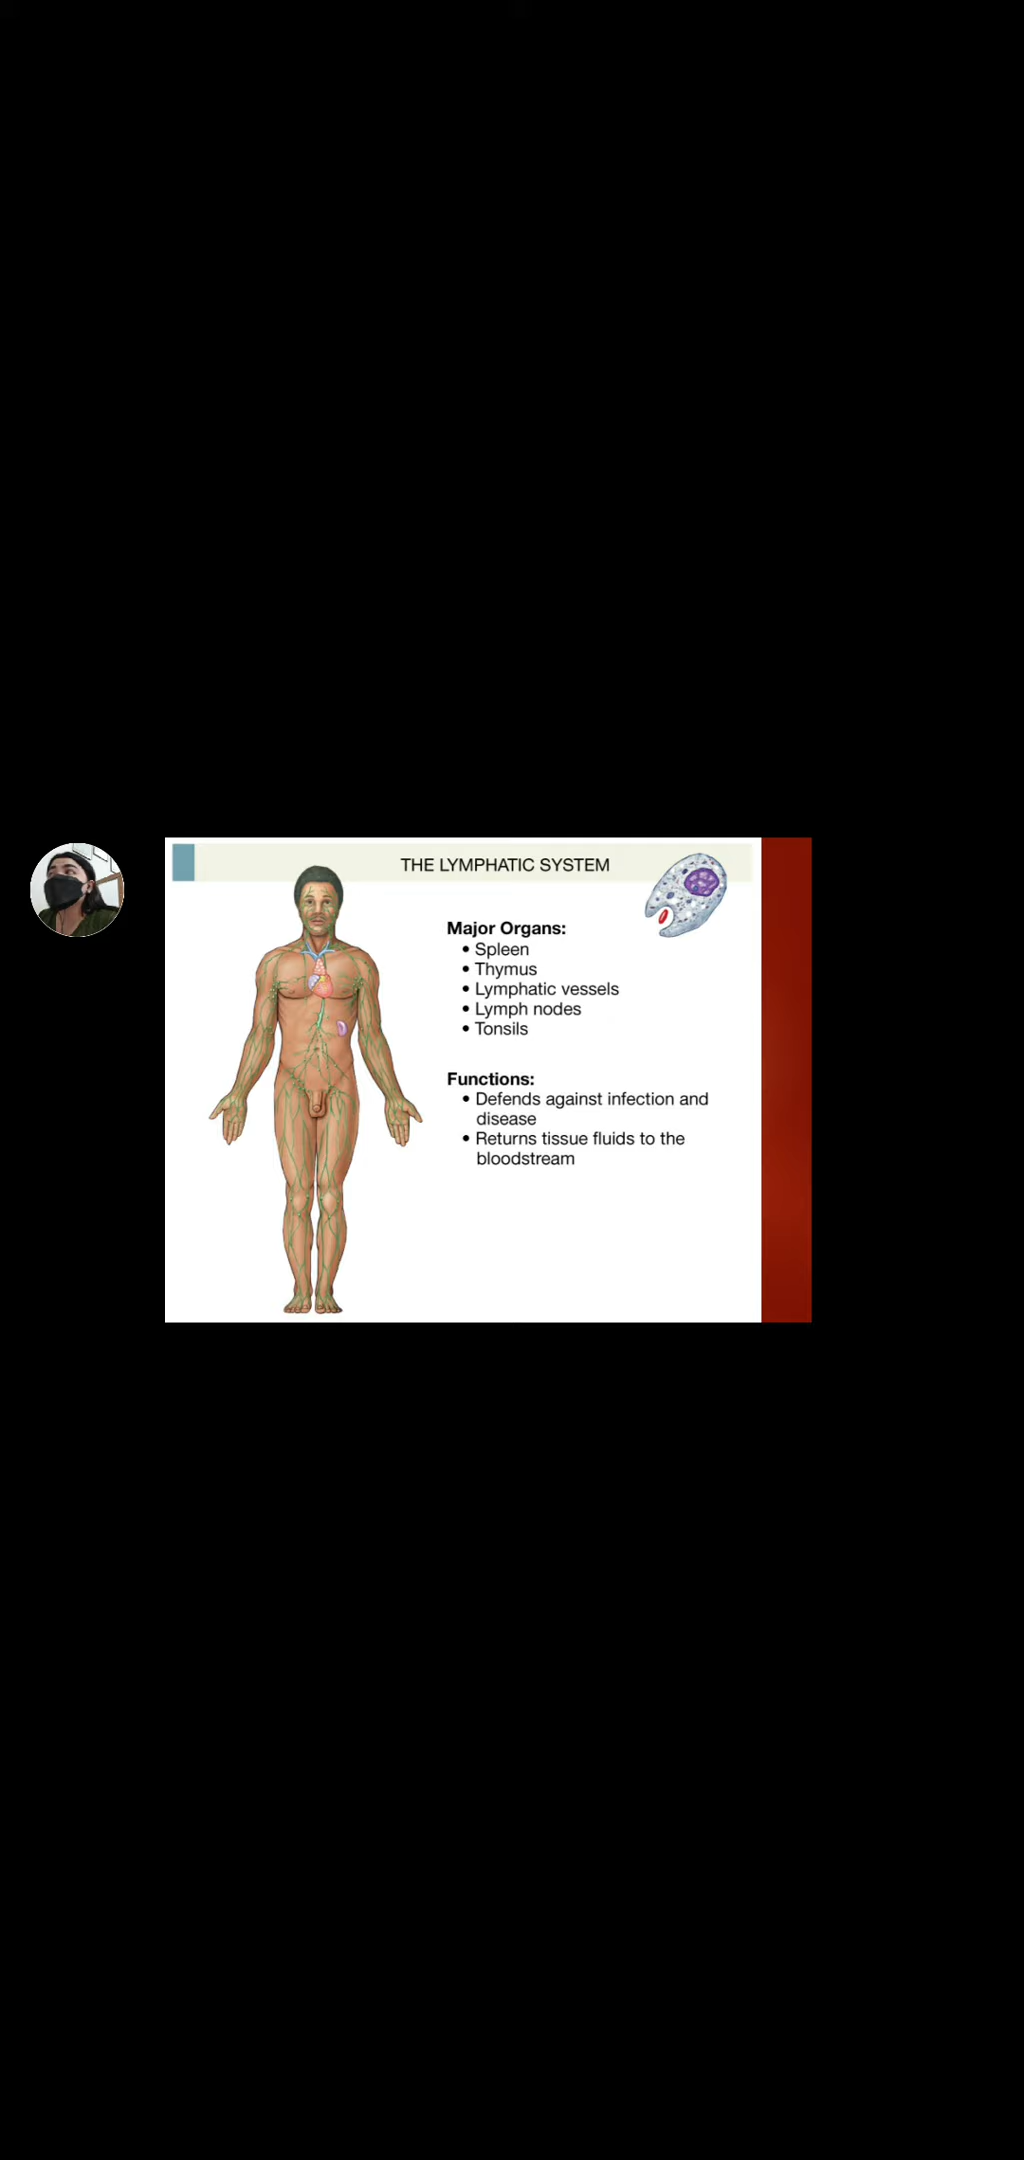 THE LYMPHATIC SYSTEM
Major Organs:
• Spleen
• Thymus
• Lymphatic vessels
• Lymph nodes
• Tonsils
Functions:
• Defends against infection and
disease
• Returns tissue fluids to the
bloodstream